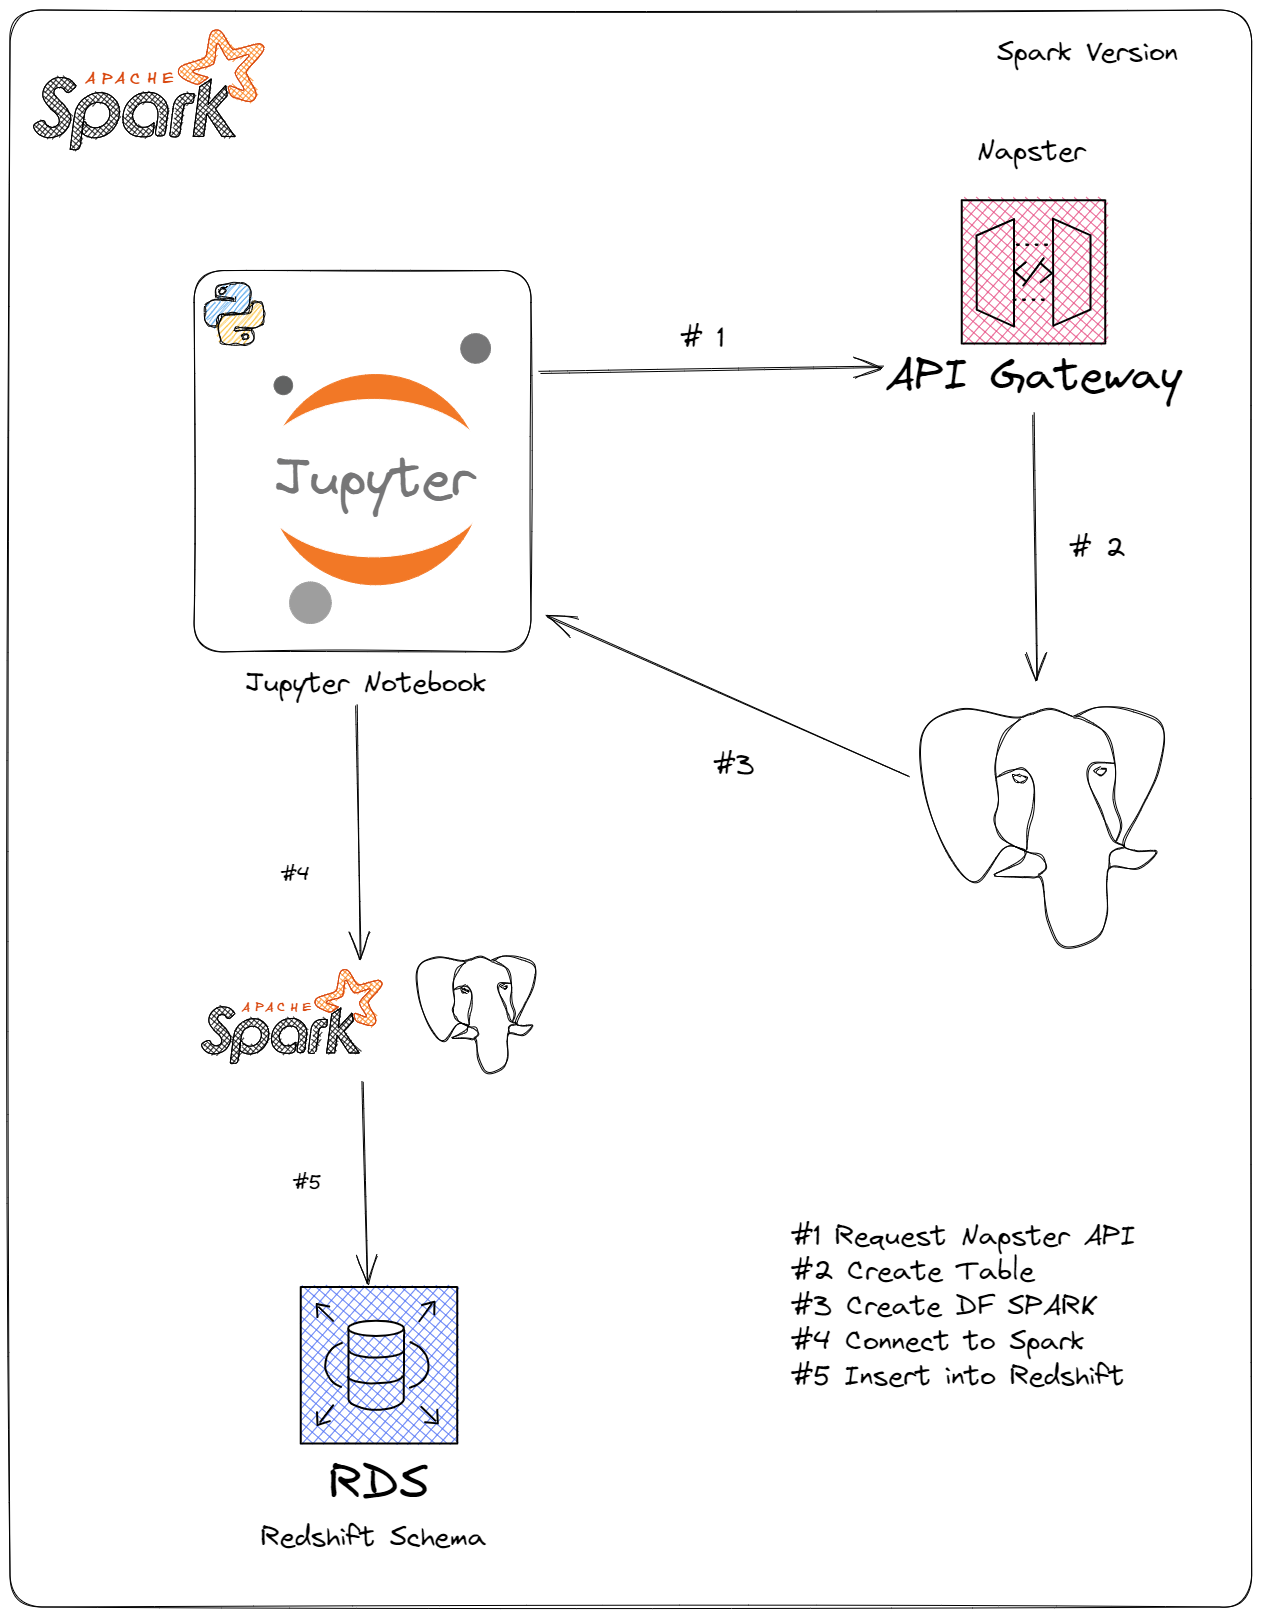 APACHE
Spark
Spark Version
Napster
# 1
</>
API Gateway
Jupyter
# 2
Jupyter Notebook
#3
#4
APACHE
Spark
#5
#1 Request Napster API
#2 Create Table
#3 Create DF SPARK
#4 Connect to Spark
#5 Insert into Redshift
RDS
Redshift Schema